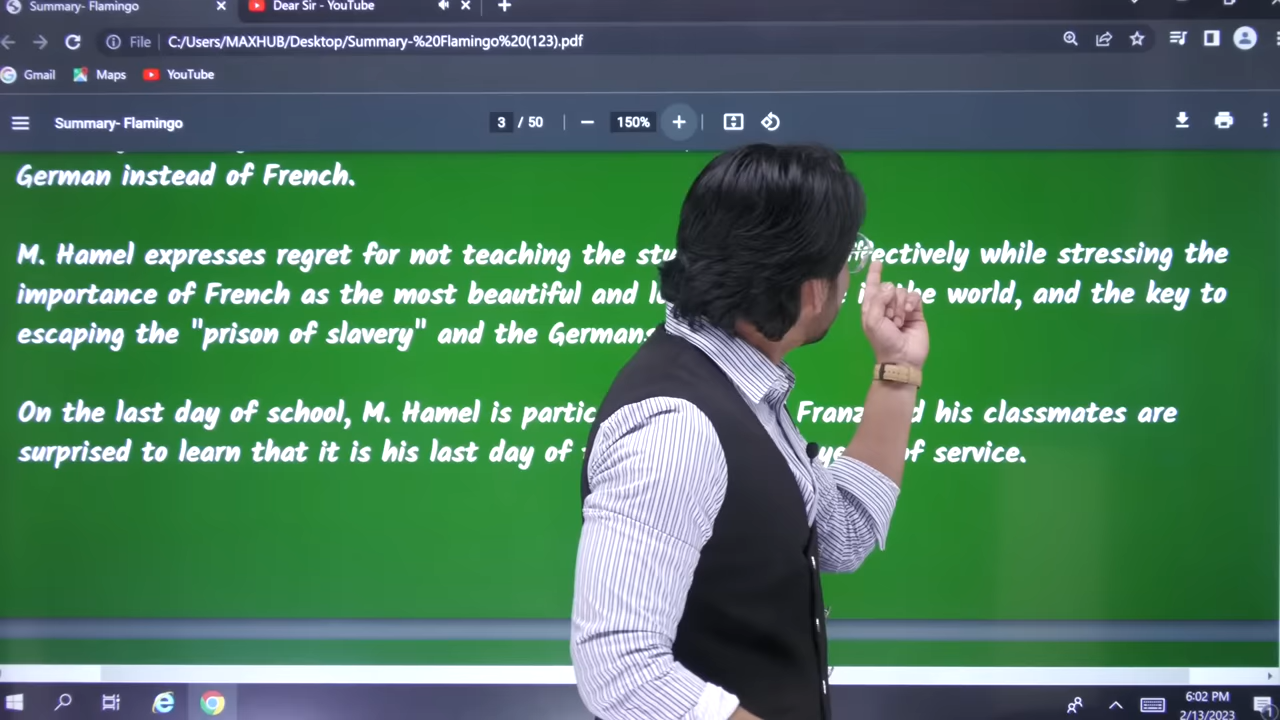 Summary- Flamingo
Dear Sir - YouTube
File C:/Users/MAXHUB/Desktop/Summary-%20Flamingo%20(123).pdf
Gmail Maps YouTube
Summary- Flamingo 3 / 50 150%
German instead of French.
M. Hamel expresses regret for not teaching the while stressing the
importance of French as the most beautiful and the world, and the key to
escaping the "prison of slavery" and the Germans
On the last day of school, M. Hamel is Franz his classmates are
surprised to learn that it is his last day of of service.
6:02 PM
2/13/2023